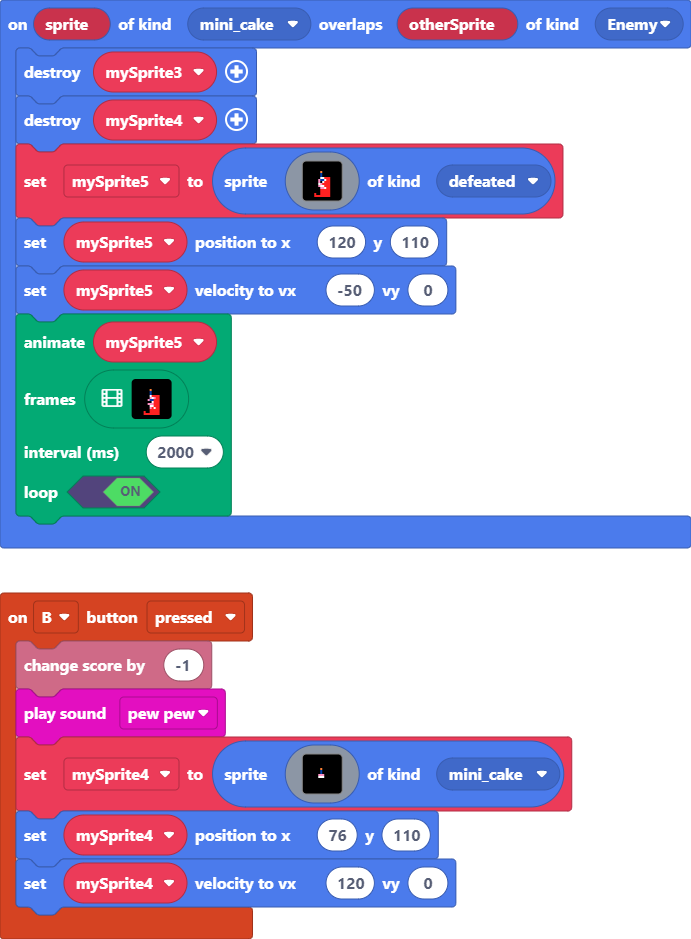 on sprite of kind mini_cake overlaps otherSprite of kind Enemy
destroy mySprite3
destroy mySprite4
set mySprite5 to sprite of kind defeated
set mySprite5 position to x 120 y 110
set mySprite5 velocity to vx -50 vy 0
animate mySprite5
frames
interval (ms) 2000
loop ON
on B button pressed
change score by -1
play sound pew pew
set mySprite4 to sprite of kind mini_cake
set mySprite4 position to x 76 y 110
set mySprite4 velocity to vx 120 vy 0